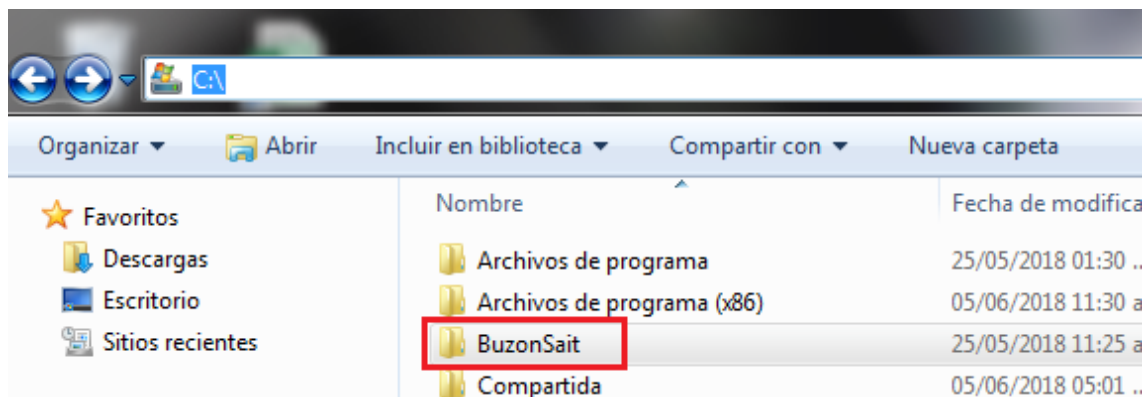 C:\
Organizar Abrir Incluir en biblioteca Compartir con Nueva carpeta
Favoritos
Descargas
Escritorio
Sitios recientes
Nombre Fecha de modifica
Archivos de programa 25/05/2018 01:30 ...
Archivos de programa (x86) 05/06/2018 11:30 a
BuzonSait 25/05/2018 11:25 a
Compartida 05/06/2018 05:01 ...